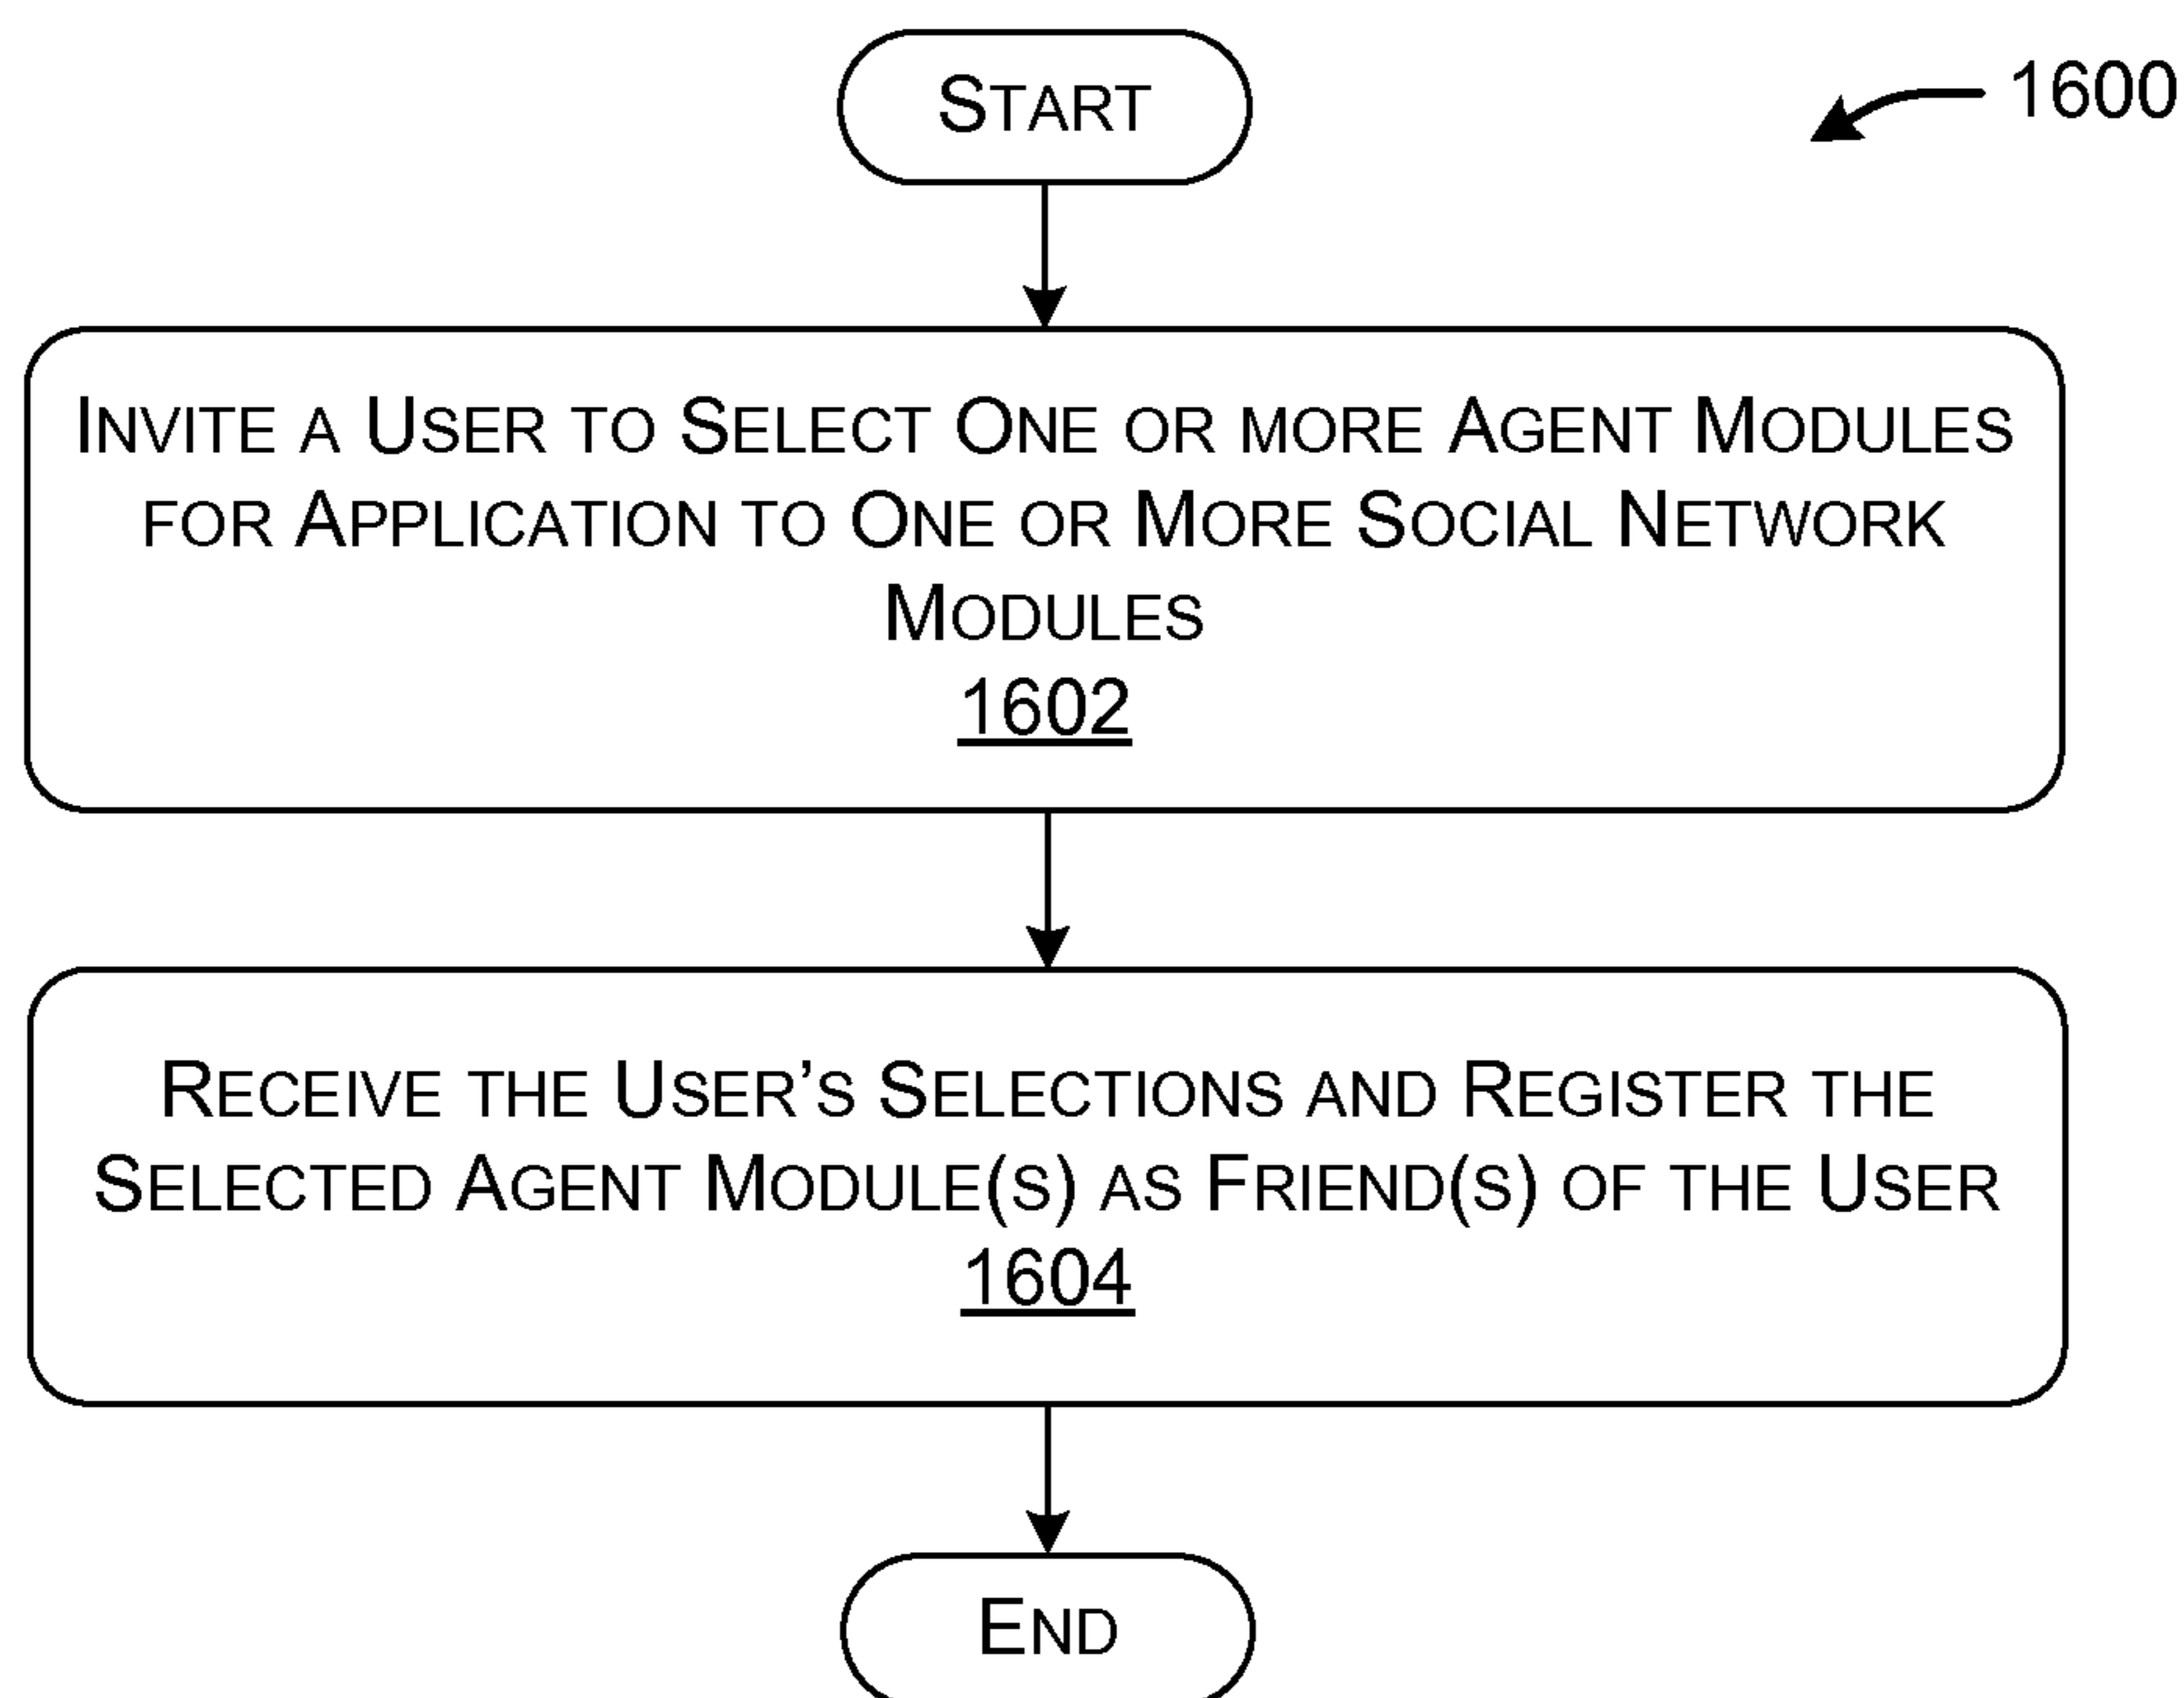 START
1600
INVITE A USER TO SELECT ONE OR MORE AGENT MODULES
FOR APPLICATION TO ONE OR MORE SOCIAL NETWORK
MODULES
1602
RECEIVE THE USER’S SELECTIONS AND REGISTER THE
SELECTED AGENT MODULE(S) AS FRIEND(S) OF THE USER
1604
END